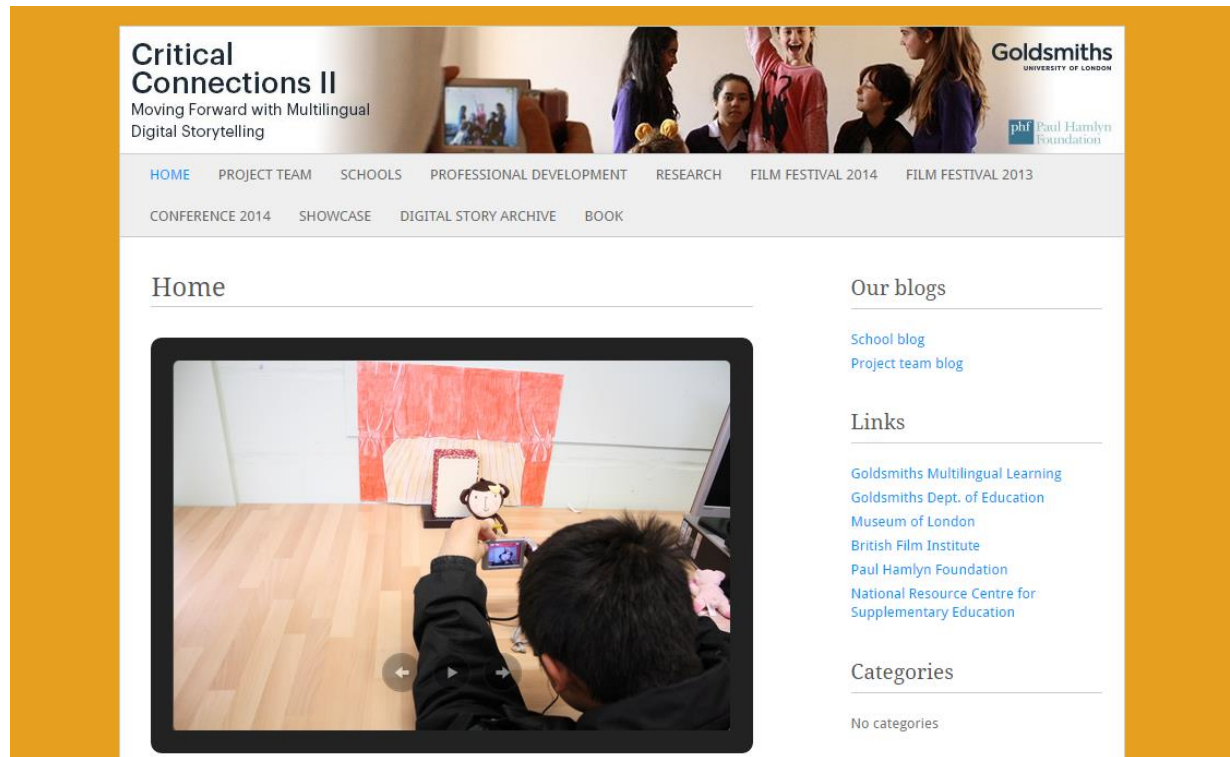 Critical
Connections II
Moving Forward with Multilingual
Digital Storytelling
Goldsmiths
UNIVERSITY OF LONDON
phf Paul Hamlyn
Foundation
HOME PROJECT TEAM SCHOOLS PROFESSIONAL DEVELOPMENT RESEARCH FILM FESTIVAL 2014 FILM FESTIVAL 2013
CONFERENCE 2014 SHOWCASE DIGITAL STORY ARCHIVE BOOK
Home
Our blogs
School blog
Project team blog
Links
Goldsmiths Multilingual Learning
Goldsmiths Dept. of Education
Museum of London
British Film Institute
Paul Hamlyn Foundation
National Resource Centre for
Supplementary Education
Categories
No categories